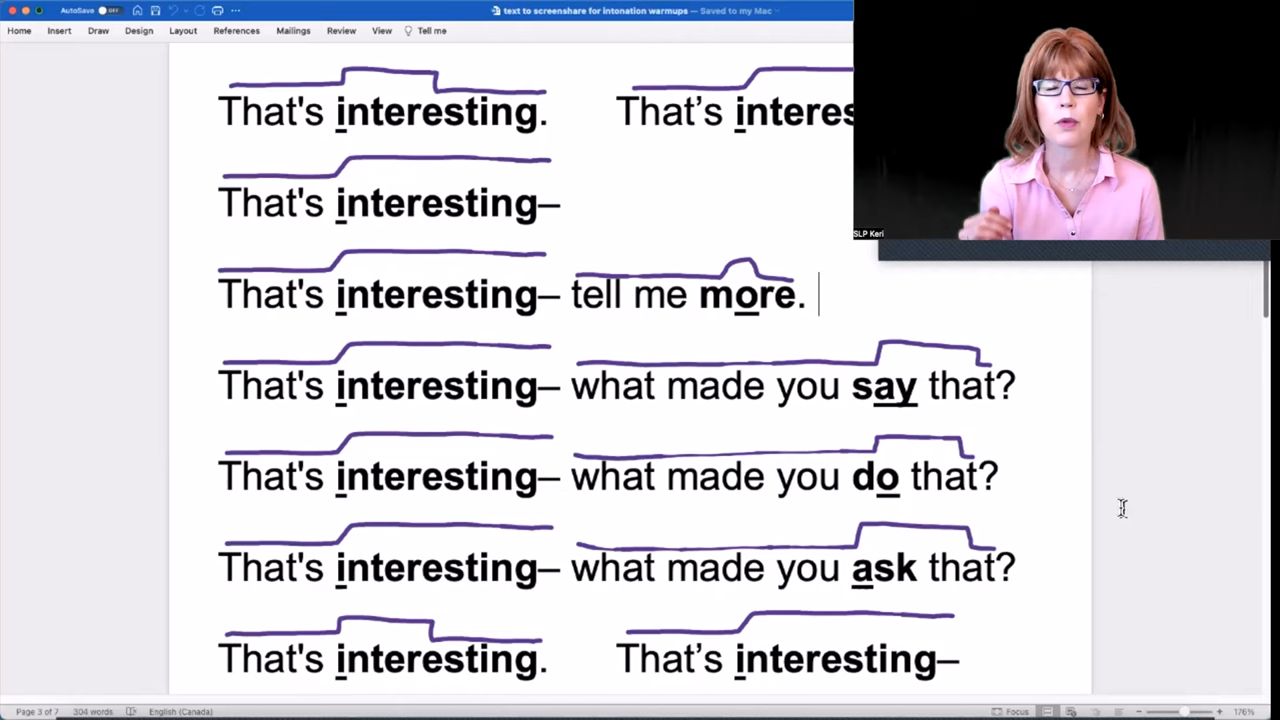 AutoSave OFF text to screenshare for intonation warmups — Saved to my Mac
Home Insert Draw Design Layout References Mailings Review View Tell me
That's interesting. That’s interes
That's interesting–
SLP Keri
That's interesting– tell me more.
That's interesting– what made you say that?
That's interesting– what made you do that?
That's interesting– what made you ask that?
That's interesting. That’s interesting–
Page 3 of 7 304 words English (Canada) Focus 176%